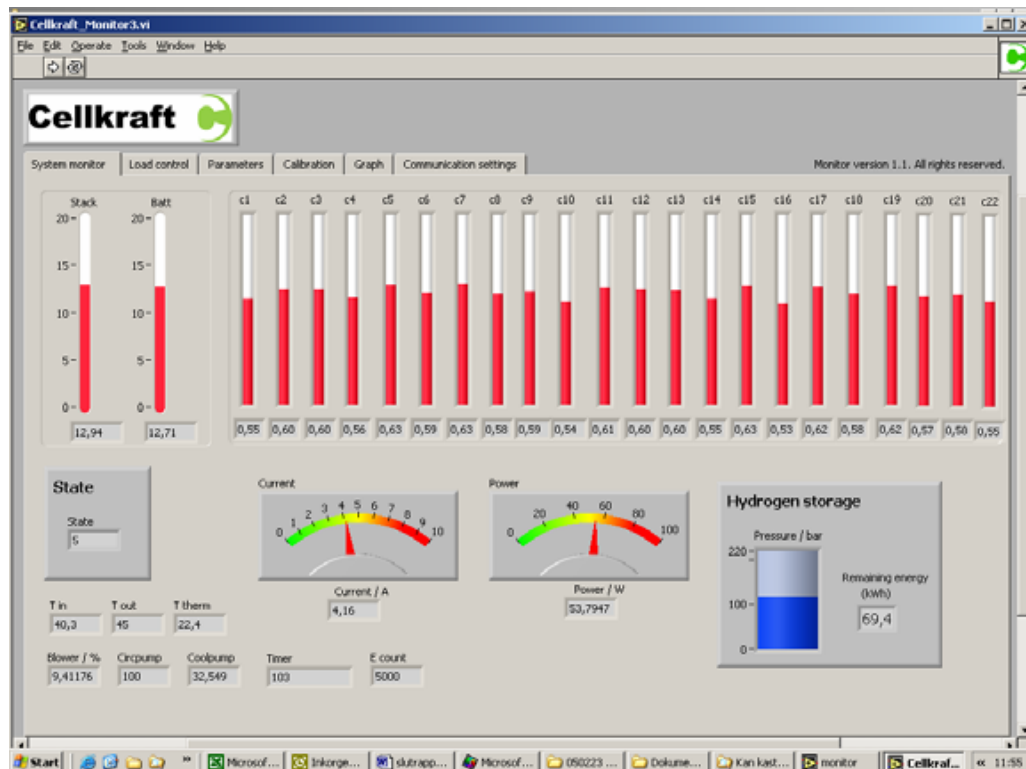 Cellkraft_Monitor3.vi
File Edit Operate Tools Window Help
Cellkraft
System monitor Load control Parameters Calibration Graph Communication settings Monitor version 1.1. All rights reserved.
Stack Batt c1 c2 c3 c4 c5 c6 c7 c8 c9 c10 c11 c12 c13 c14 c15 c16 c17 c18 c19 c20 c21 c22
20 20
15 15
10 10
5 5
0 0
12,94 12,71 0,55 0,60 0,60 0,56 0,63 0,59 0,63 0,58 0,59 0,54 0,61 0,60 0,60 0,55 0,63 0,53 0,62 0,58 0,62 0,57 0,58 0,55
State
State
5
Current
0 1 2 3 4 5 6 7 8 9 10
Current / A
4,16
Power
0 20 40 60 80 100
Power / W
53,7947
Hydrogen storage
Pressure / bar
220
100
0
Remaining energy
(kWh)
69,4
T in T out T therm
40,3 45 22,4
Blower / % Circpump Coolpump Timer E count
9,41176 100 32,549 103 5000
Start » Microsof... Inkorge... slutrapp... Microsof... 050223 ... Dokume... Kan kast... monitor Cellkraf... « 11:55